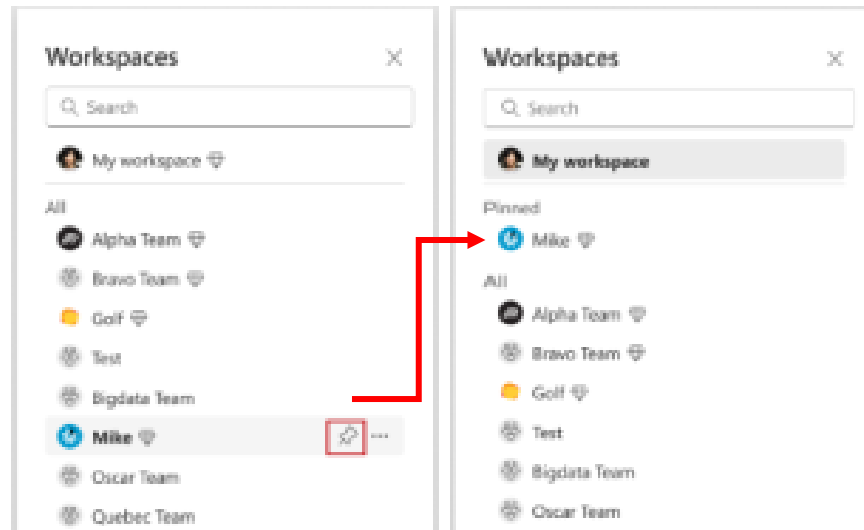 Workspaces
Search
My workspace
All
Alpha Team
Bravo Team
Golf
Test
Bigdata Team
Mike
Oscar Team
Quebec Team
Workspaces
Search
My workspace
Pinned
Mike
All
Alpha Team
Bravo Team
Golf
Test
Bigdata Team
Oscar Team